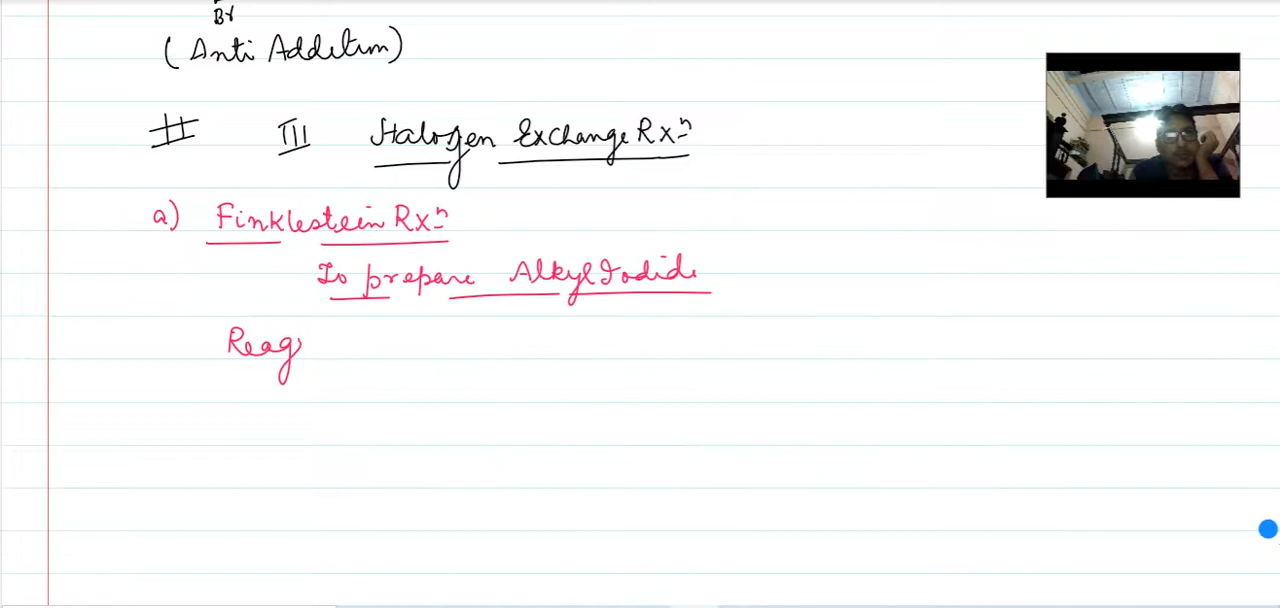 Br
(Anti Addition)
# III Halogen Exchange Rxⁿ
a) Finklestein Rxⁿ
To prepare Alkyl Iodide
Reag